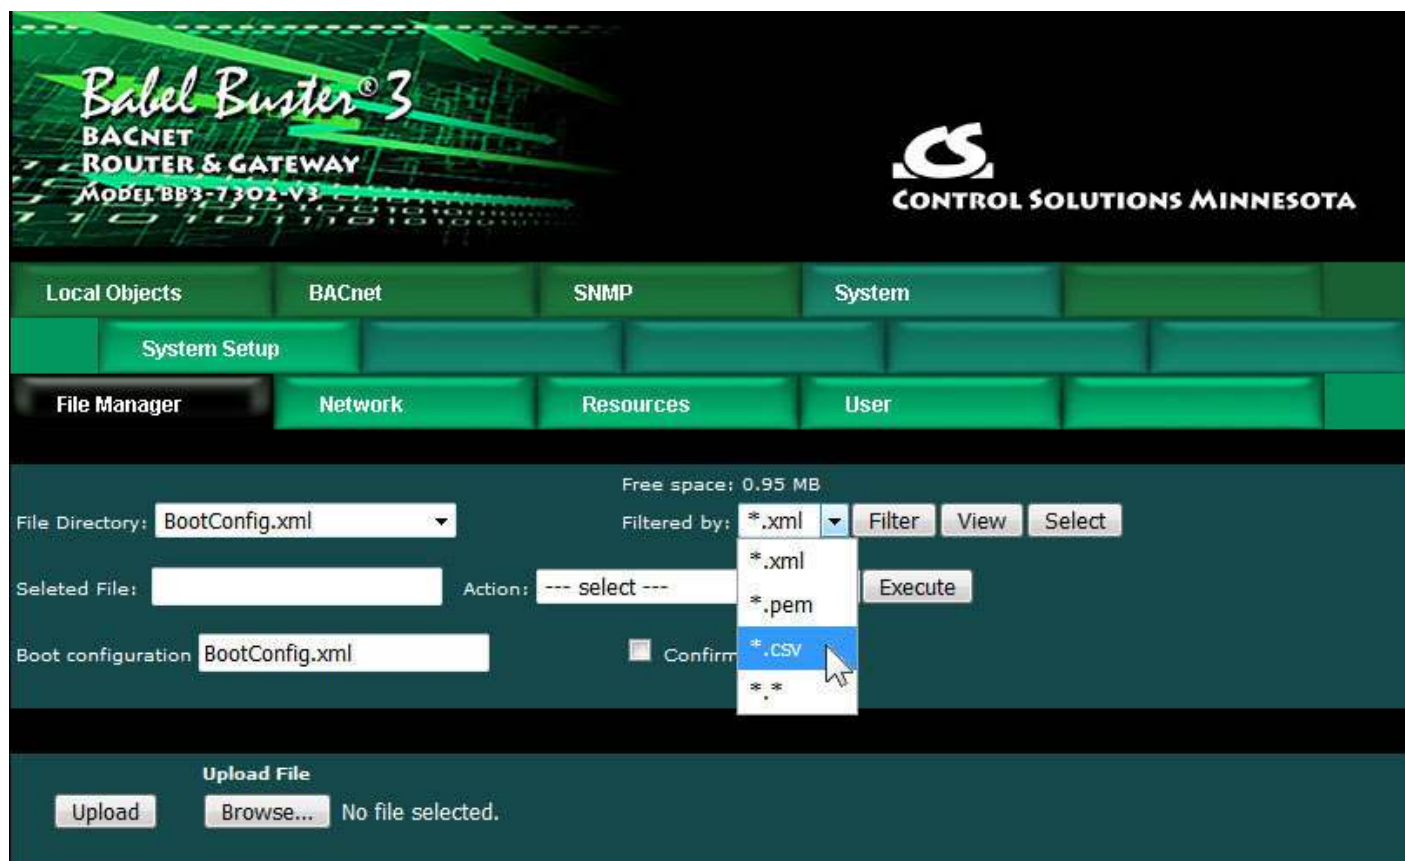 Babel Buster® 3
BACNET
ROUTER & GATEWAY
MODEL BB3-7302-V3
CS
CONTROL SOLUTIONS MINNESOTA
Local Objects BACnet SNMP System
System Setup
File Manager Network Resources User
Free space: 0.95 MB
File Directory: BootConfig.xml Filtered by: *.xml Filter View Select
*.xml
Seleted File: Action: --- select --- Execute
*.pem
Boot configuration BootConfig.xml Confirm
*.csv
*.*
Upload File
Upload Browse... No file selected.